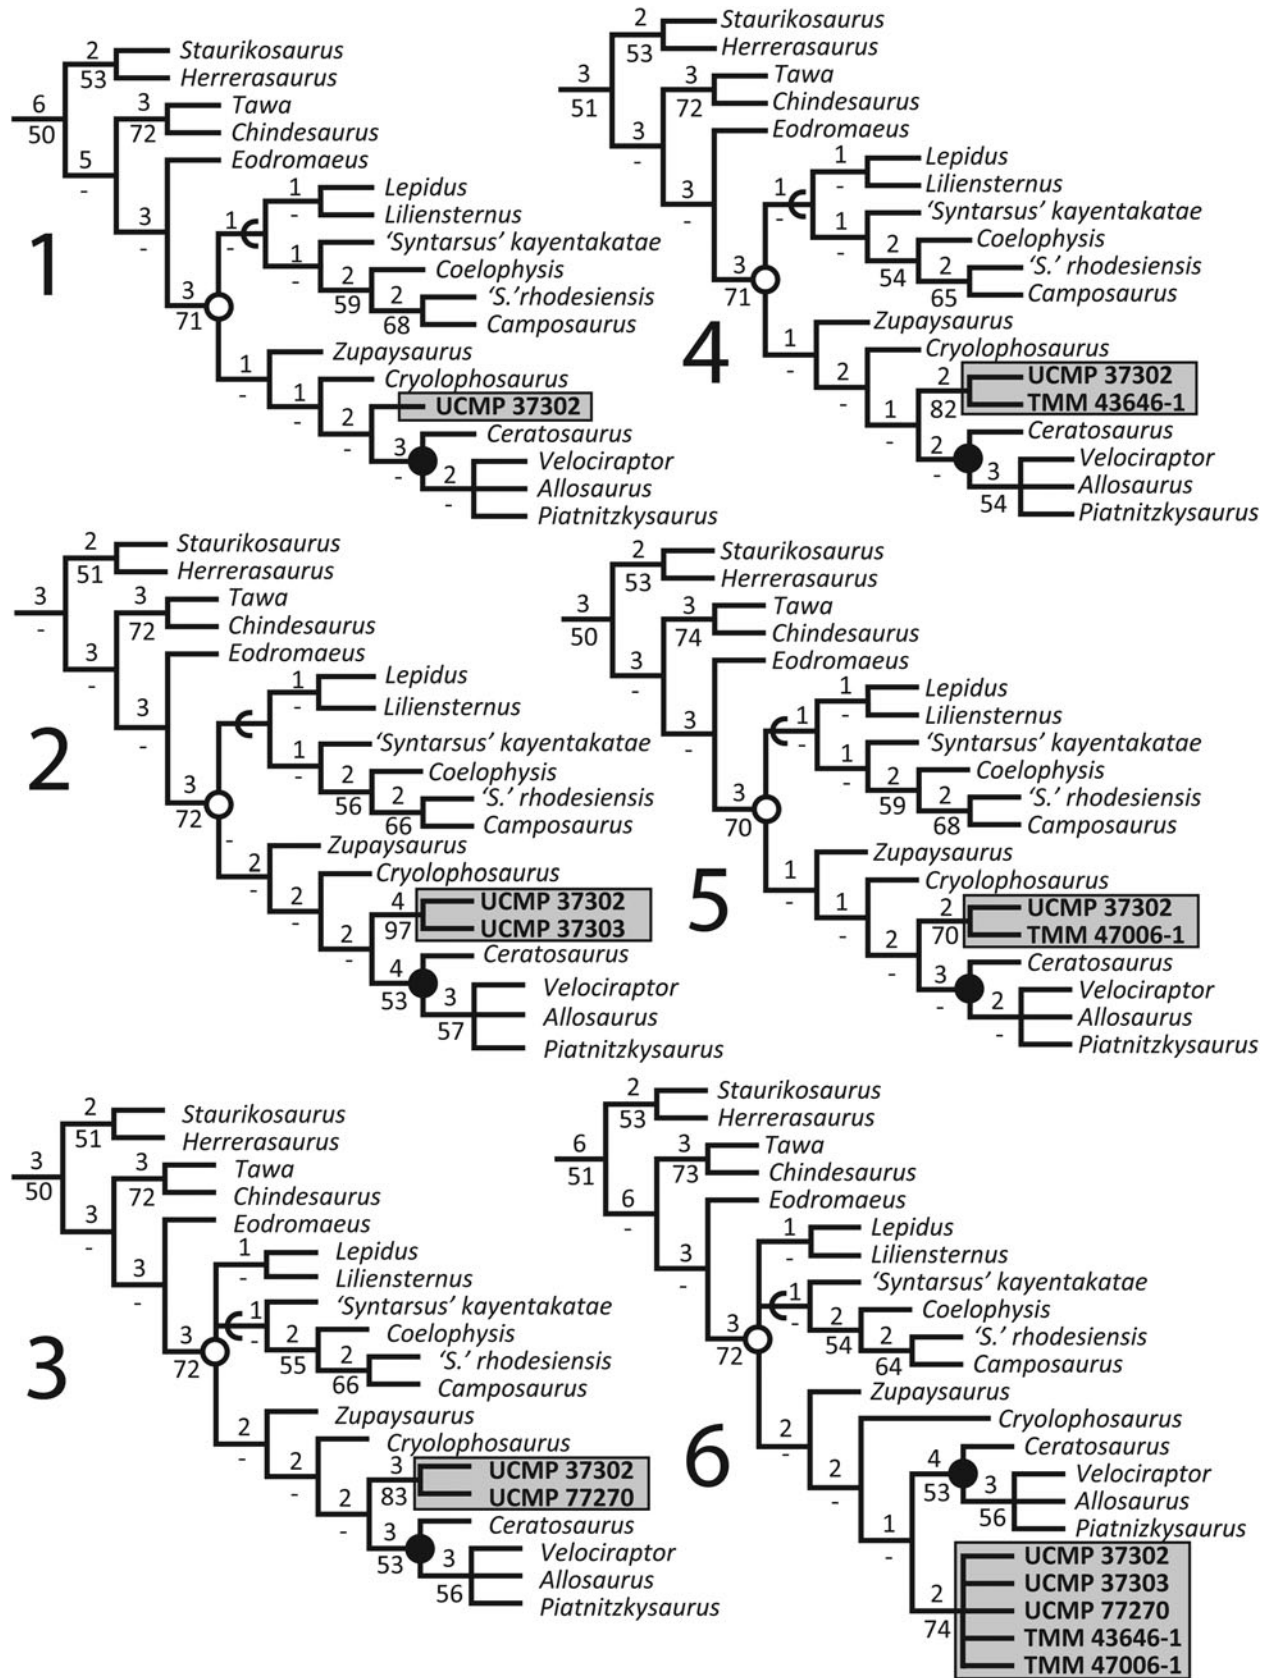 1
2
53
Staurikosaurus
Herrerasaurus
6
50
3
72
Tawa
Chindesaurus
5
-
Eodromaeus
3
-
1
-
Lepidus
Liliensternus
1
-
1
-
'Syntarsus' kayentakatae
2
59
Coelophysis
2
68
'S.'rhodesiensis
Camposaurus
3
71
1
-
Zupaysaurus
1
-
Cryolophosaurus
2
-
UCMP 37302
3
-
Ceratosaurus
2
-
Velociraptor
Allosaurus
Piatnitzkysaurus
2
2
51
Staurikosaurus
Herrerasaurus
3
-
3
72
Tawa
Chindesaurus
3
-
Eodromaeus
3
-
1
-
Lepidus
Liliensternus
1
-
'Syntarsus' kayentakatae
2
56
Coelophysis
2
66
'S.' rhodesiensis
Camposaurus
3
72
-
2
-
Zupaysaurus
2
-
Cryolophosaurus
2
-
4
97
UCMP 37302
UCMP 37303
4
53
Ceratosaurus
3
57
Velociraptor
Allosaurus
Piatnitzkysaurus
3
2
51
Staurikosaurus
Herrerasaurus
3
50
3
72
Tawa
Chindesaurus
3
-
Eodromaeus
3
-
1
-
Lepidus
Liliensternus
1
-
'Syntarsus' kayentakatae
2
55
Coelophysis
2
66
'S.' rhodesiensis
Camposaurus
3
72
2
-
Zupaysaurus
2
-
Cryolophosaurus
2
-
3
83
UCMP 37302
UCMP 77270
3
53
Ceratosaurus
3
56
Velociraptor
Allosaurus
Piatnitzkysaurus
4
2
53
Staurikosaurus
Herrerasaurus
3
51
3
72
Tawa
Chindesaurus
3
-
Eodromaeus
3
-
1
-
1
-
Lepidus
Liliensternus
1
-
'Syntarsus' kayentakatae
2
54
Coelophysis
2
65
'S.' rhodesiensis
Camposaurus
3
71
1
-
Zupaysaurus
2
-
Cryolophosaurus
1
-
2
82
UCMP 37302
TMM 43646-1
2
-
Ceratosaurus
3
54
Velociraptor
Allosaurus
Piatnitzkysaurus
5
2
53
Staurikosaurus
Herrerasaurus
3
50
3
74
Tawa
Chindesaurus
3
-
Eodromaeus
3
-
1
-
1
-
Lepidus
Liliensternus
1
-
'Syntarsus' kayentakatae
2
59
Coelophysis
2
68
'S.' rhodesiensis
Camposaurus
3
70
1
-
Zupaysaurus
1
-
Cryolophosaurus
2
-
2
70
UCMP 37302
TMM 47006-1
3
-
Ceratosaurus
2
-
Velociraptor
Allosaurus
Piatnitzkysaurus
6
2
53
Staurikosaurus
Herrerasaurus
6
51
3
73
Tawa
Chindesaurus
6
-
Eodromaeus
3
-
1
-
Lepidus
Liliensternus
1
-
'Syntarsus' kayentakatae
2
54
Coelophysis
2
64
'S.' rhodesiensis
Camposaurus
3
72
2
-
Zupaysaurus
2
-
Cryolophosaurus
1
-
4
53
Ceratosaurus
3
56
Velociraptor
Allosaurus
Piatnizkysaurus
2
74
UCMP 37302
UCMP 37303
UCMP 77270
TMM 43646-1
TMM 47006-1